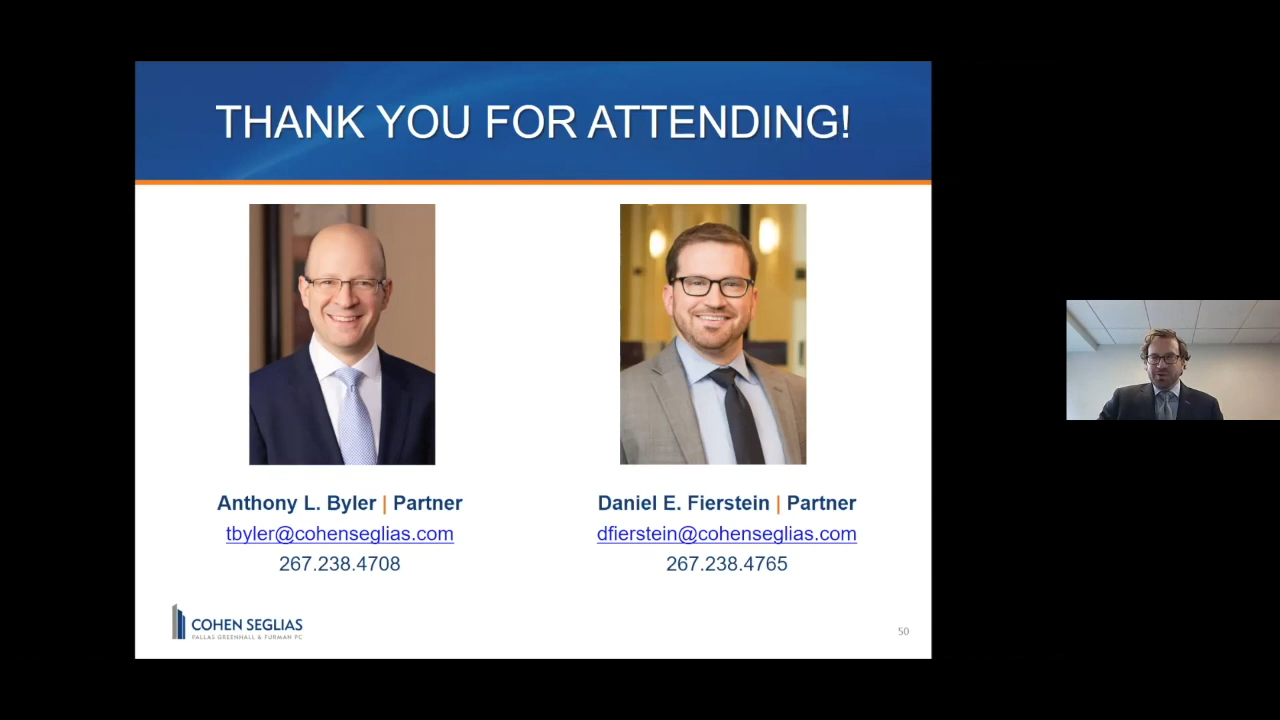 THANK YOU FOR ATTENDING!
Anthony L. Byler | Partner
tbyler@cohenseglias.com
267.238.4708
Daniel E. Fierstein | Partner
dfierstein@cohenseglias.com
267.238.4765
COHEN SEGLIAS
PALLAS GREENHALL & FURMAN PC
50